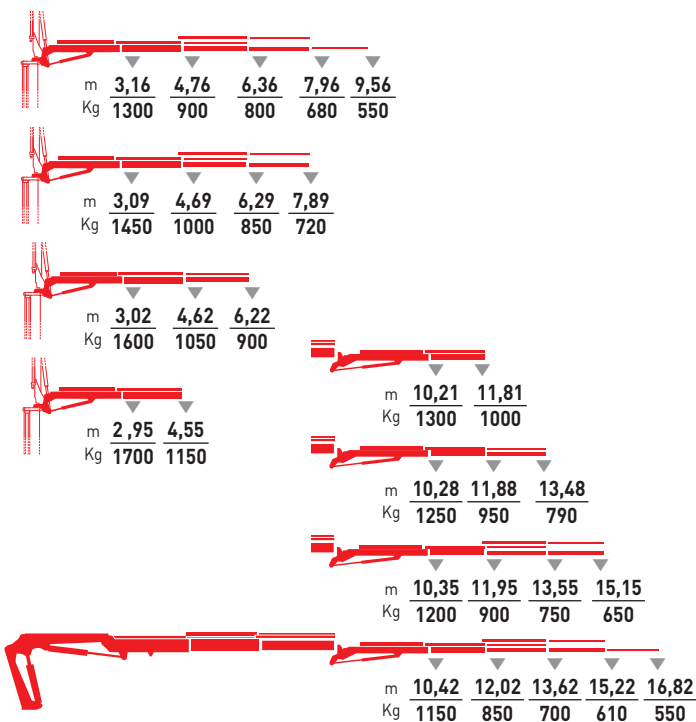 m 3,16 4,76 6,36 7,96 9,56
Kg 1300 900 800 680 550
m 3,09 4,69 6,29 7,89
Kg 1450 1000 850 720
m 3,02 4,62 6,22
Kg 1600 1050 900
m 2,95 4,55
Kg 1700 1150
m 10,21 11,81
Kg 1300 1000
m 10,28 11,88 13,48
Kg 1250 950 790
m 10,35 11,95 13,55 15,15
Kg 1200 900 750 650
m 10,42 12,02 13,62 15,22 16,82
Kg 1150 850 700 610 550